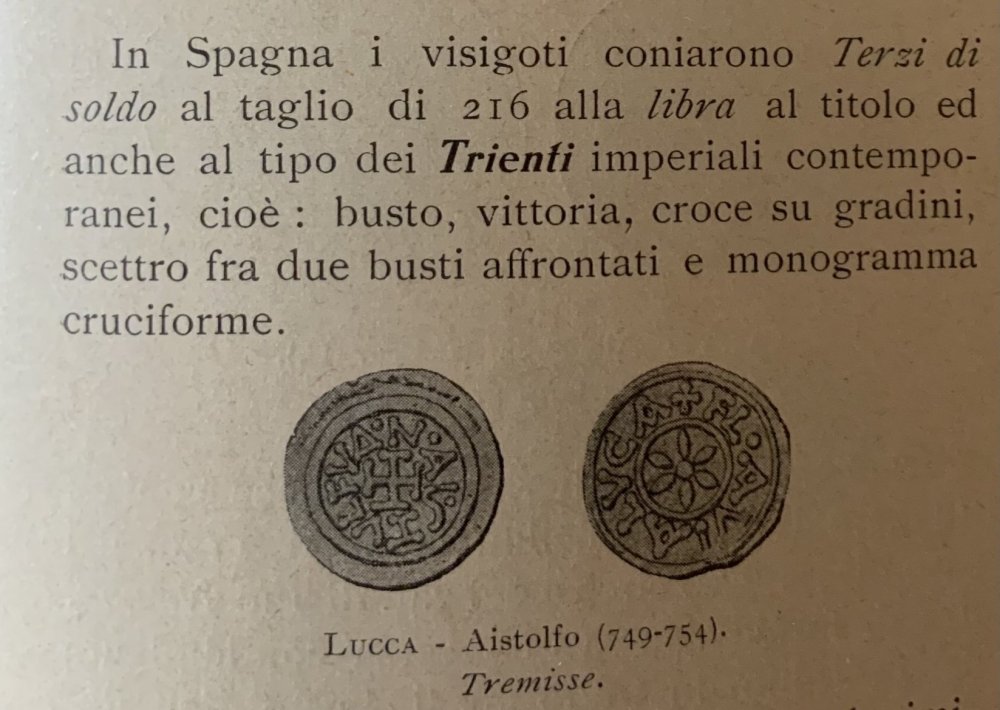 In Spagna i visigoti coniarono Terzi di
soldo al taglio di 216 alla libra al titolo ed
anche al tipo dei Trienti imperiali contempo-
ranei, cioè : busto, vittoria, croce su gradini,
scettro fra due busti affrontati e monogramma
cruciforme.
LUCCA - Aistolfo (749-754).
Tremisse.